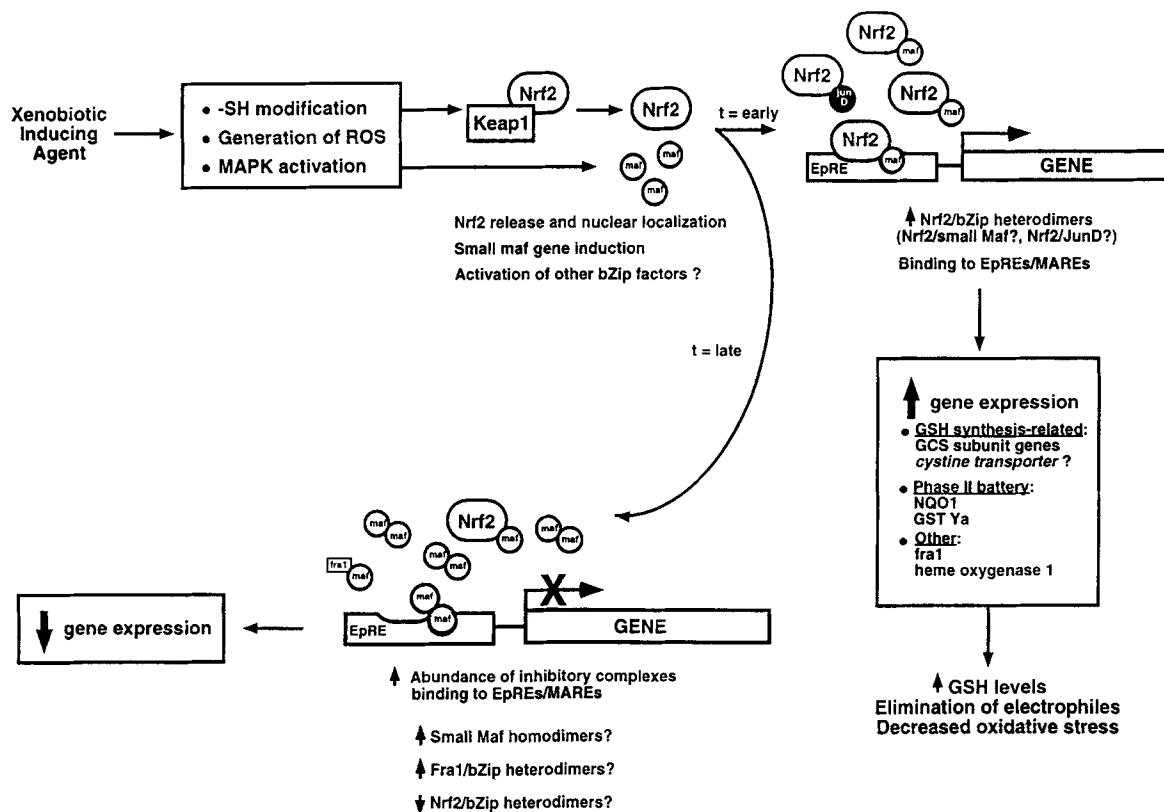 Xenobiotic
Inducing
Agent
• -SH modification
• Generation of ROS
• MAPK activation
Nrf2
Keap1
Nrf2
maf
maf
maf
Nrf2 release and nuclear localization
Small maf gene induction
Activation of other bZip factors ?
t = early
Nrf2
maf
Nrf2
jun
D
Nrf2
maf
Nrf2
maf
EpRE
GENE
Nrf2/bZip heterodimers
(Nrf2/small Maf?, Nrf2/JunD?)
Binding to EpREs/MAREs
t = late
gene expression
• GSH synthesis-related:
GCS subunit genes
cystine transporter ?
• Phase II battery:
NQO1
GST Ya
• Other:
fra1
heme oxygenase 1
GSH levels
Elimination of electrophiles
Decreased oxidative stress
maf
maf
Nrf2
maf
maf
maf
fra1
maf
maf
maf
maf
maf
EpRE
X
GENE
gene expression
Abundance of inhibitory complexes
binding to EpREs/MAREs
Small Maf homodimers?
Fra1/bZip heterodimers?
Nrf2/bZip heterodimers?